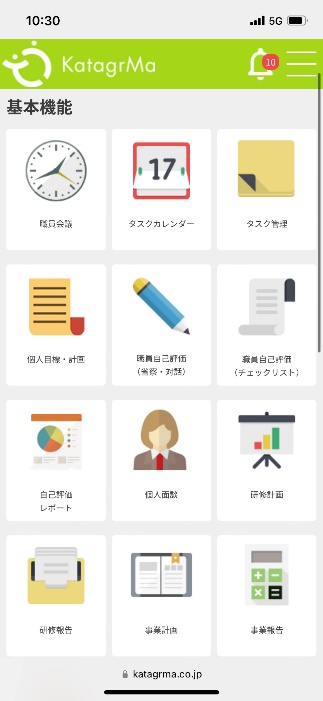 10:30
5G
KatagrMa
10
基本機能
17
職員会議
タスクカレンダー
タスク管理
個人目標・計画
職員自己評価
（省察・対話）
職員自己評価
（チェックリスト）
自己評価
レポート
個人面談
研修計画
研修報告
事業計画
事業報告
katagrma.co.jp